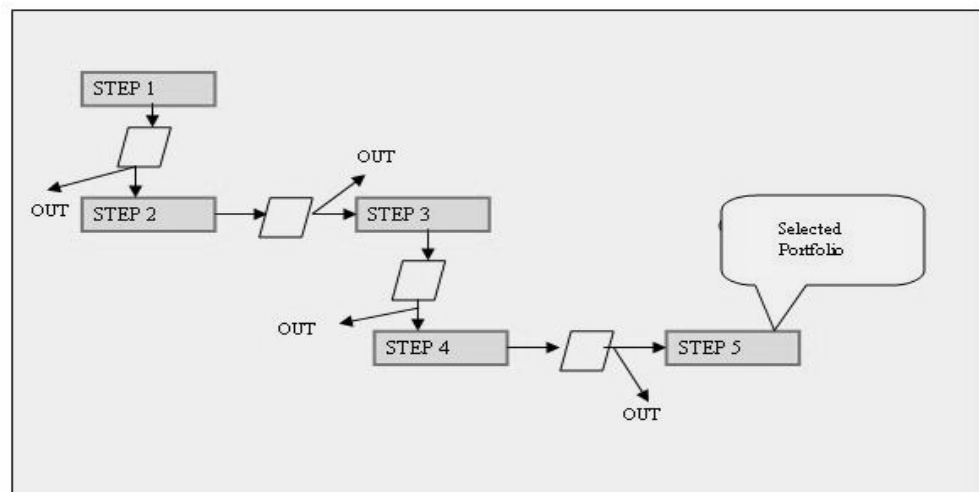 STEP 1
OUT
STEP 2
OUT
STEP 3
OUT
STEP 4
OUT
STEP 5
Selected
Portfolio